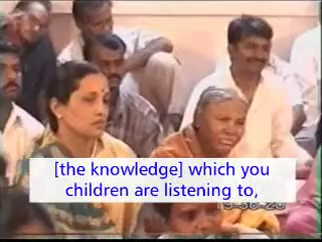 [the knowledge] which you
children are listening to,